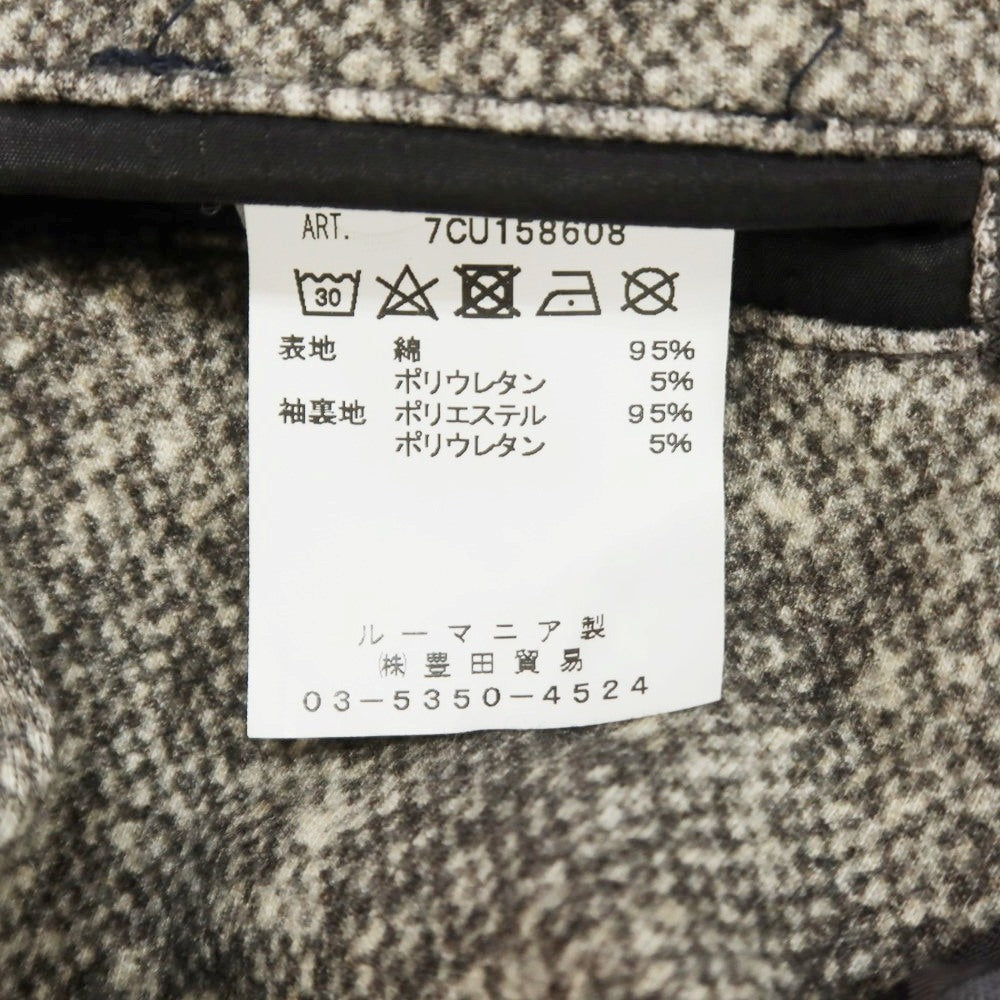 ART. 7CU158608
30
表地 綿 95%
ポリウレタン 5%
袖裏地 ポリエステル 95%
ポリウレタン 5%
ルーマニア製
㈱豊田貿易
03-5350-4524